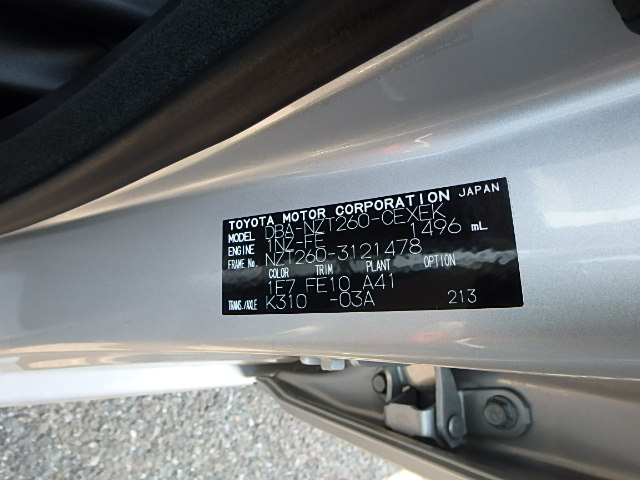 TOYOTA MOTOR CORPORATION JAPAN
MODEL DBA-NZT260-CEXEK
ENGINE 1NZ-FE 1496 mL
FRAME No NZT260-3121478
COLOR TRIM PLANT OPTION
1F7 FE10 A41
TRANS./AXLE K310 -03A 213